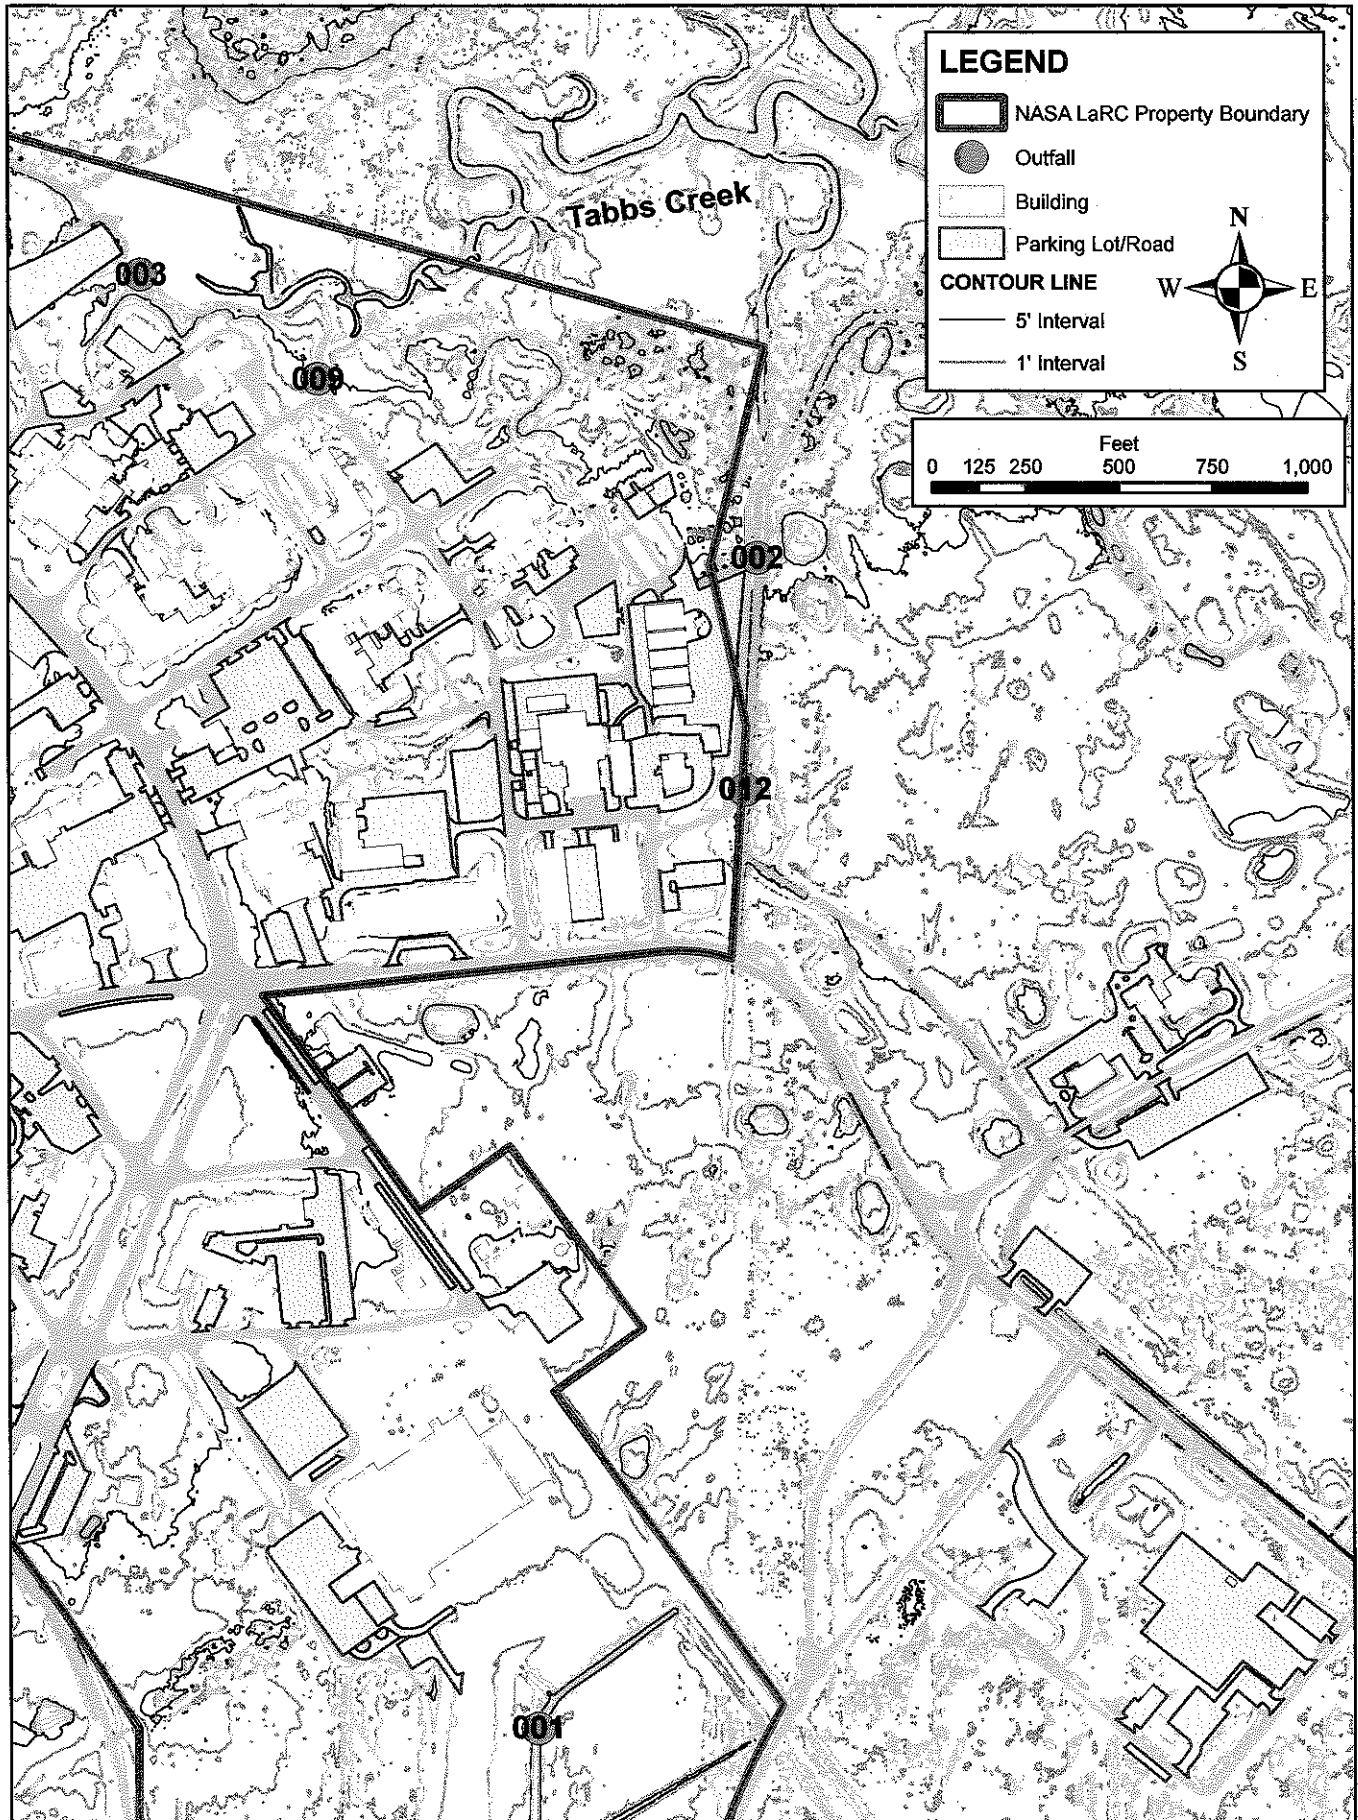 LEGEND
NASA LaRC Property Boundary
Outfall
Building
Parking Lot/Road
CONTOUR LINE
5' Interval
1' Interval
N
W E
S
Feet
0 125 250 500 750 1,000
Tabbs Creek
003
009
002
012
001